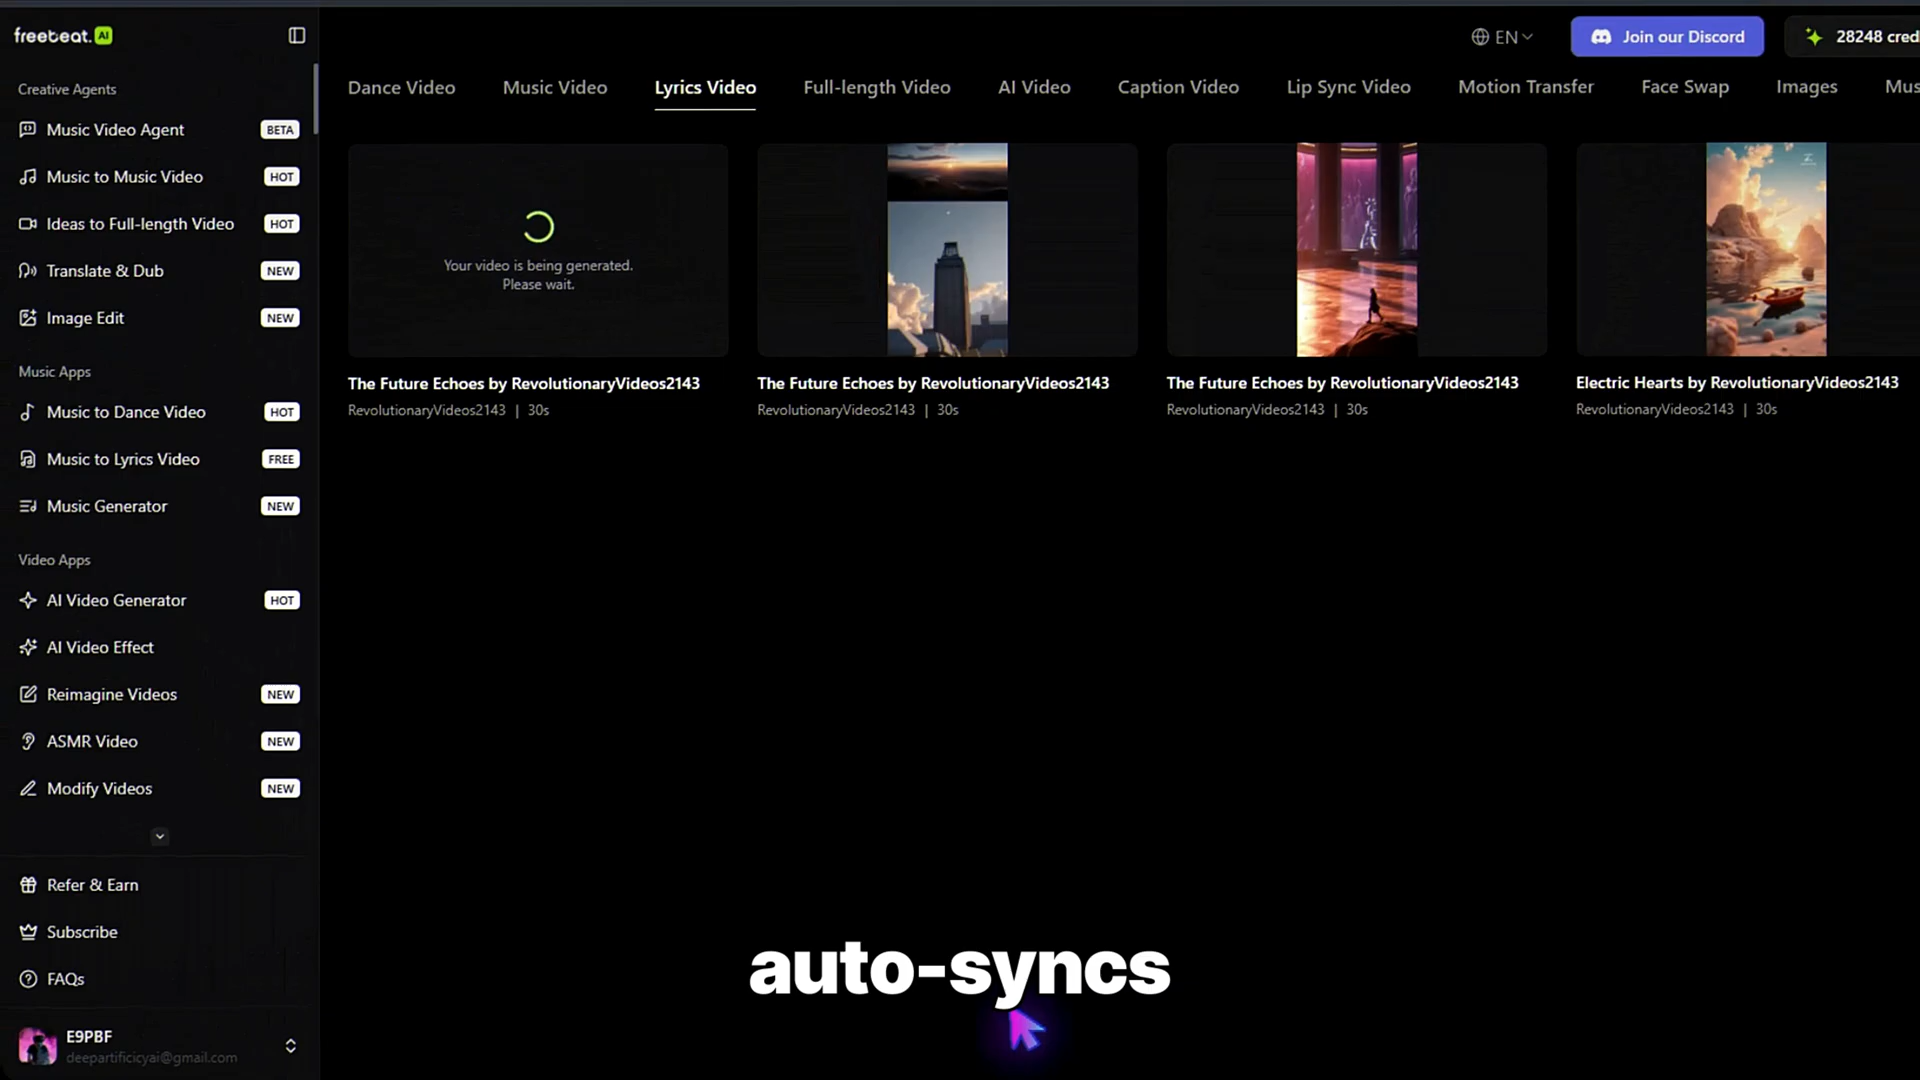 freebeat. AI
EN
Join our Discord
28248 cred
Dance Video
Music Video
Lyrics Video
Full-length Video
AI Video
Caption Video
Lip Sync Video
Motion Transfer
Face Swap
Images
Mus
Creative Agents
Music Video Agent BETA
Music to Music Video HOT
Ideas to Full-length Video HOT
Translate & Dub NEW
Image Edit NEW
Music Apps
Music to Dance Video HOT
Music to Lyrics Video FREE
Music Generator NEW
Video Apps
AI Video Generator HOT
AI Video Effect
Reimagine Videos NEW
ASMR Video NEW
Modify Videos NEW
Refer & Earn
Subscribe
FAQs
E9PBF
deepartificicyai@gmail.com
Your video is being generated.
Please wait.
The Future Echoes by RevolutionaryVideos2143
RevolutionaryVideos2143 | 30s
The Future Echoes by RevolutionaryVideos2143
RevolutionaryVideos2143 | 30s
The Future Echoes by RevolutionaryVideos2143
RevolutionaryVideos2143 | 30s
Electric Hearts by RevolutionaryVideos2143
RevolutionaryVideos2143 | 30s
auto-syncs